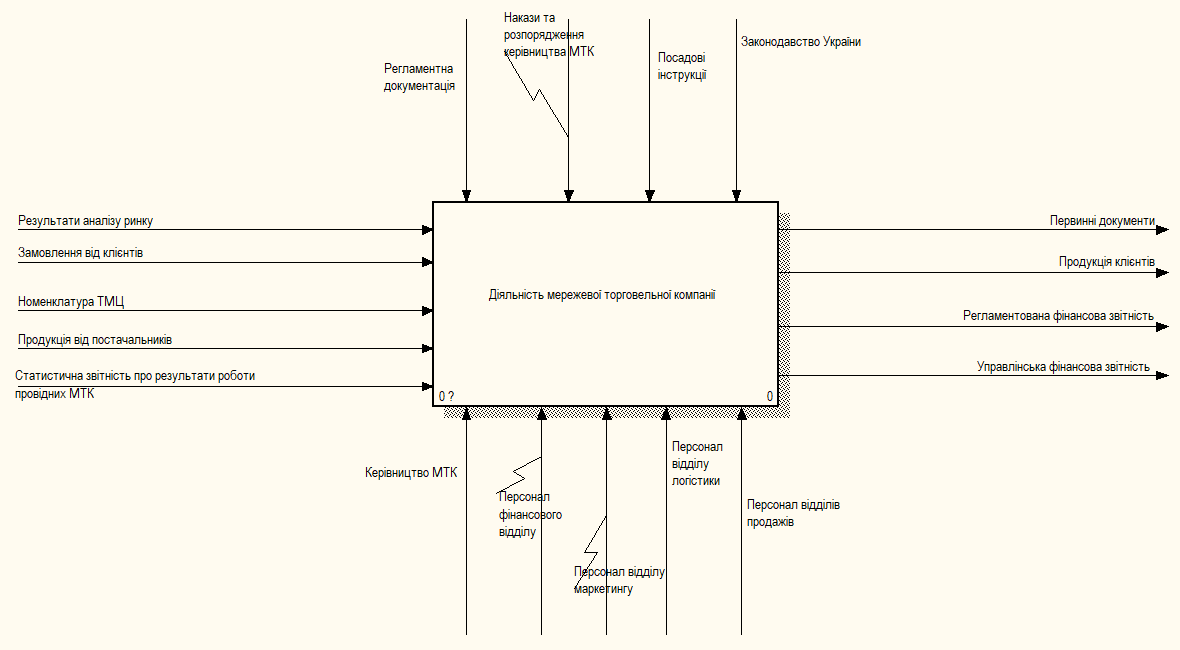 Накази та
розпорядження
керівництва МТК
Законодавство України
Посадові
інструкції
Регламентна
документація
Результати аналізу ринку
Замовлення від клієнтів
Номенклатура ТМЦ
Продукція від постачальників
Статистична звітність про результати роботи
провідних МТК
Діяльність мережевої торговельної компанії
0 ?
0
Первинні документи
Продукція клієнтів
Регламентована фінансова звітність
Управлінська фінансова звітність
Керівництво МТК
Персонал
фінансового
відділу
Персонал відділу
маркетингу
Персонал
відділу
логістики
Персонал відділів
продажів